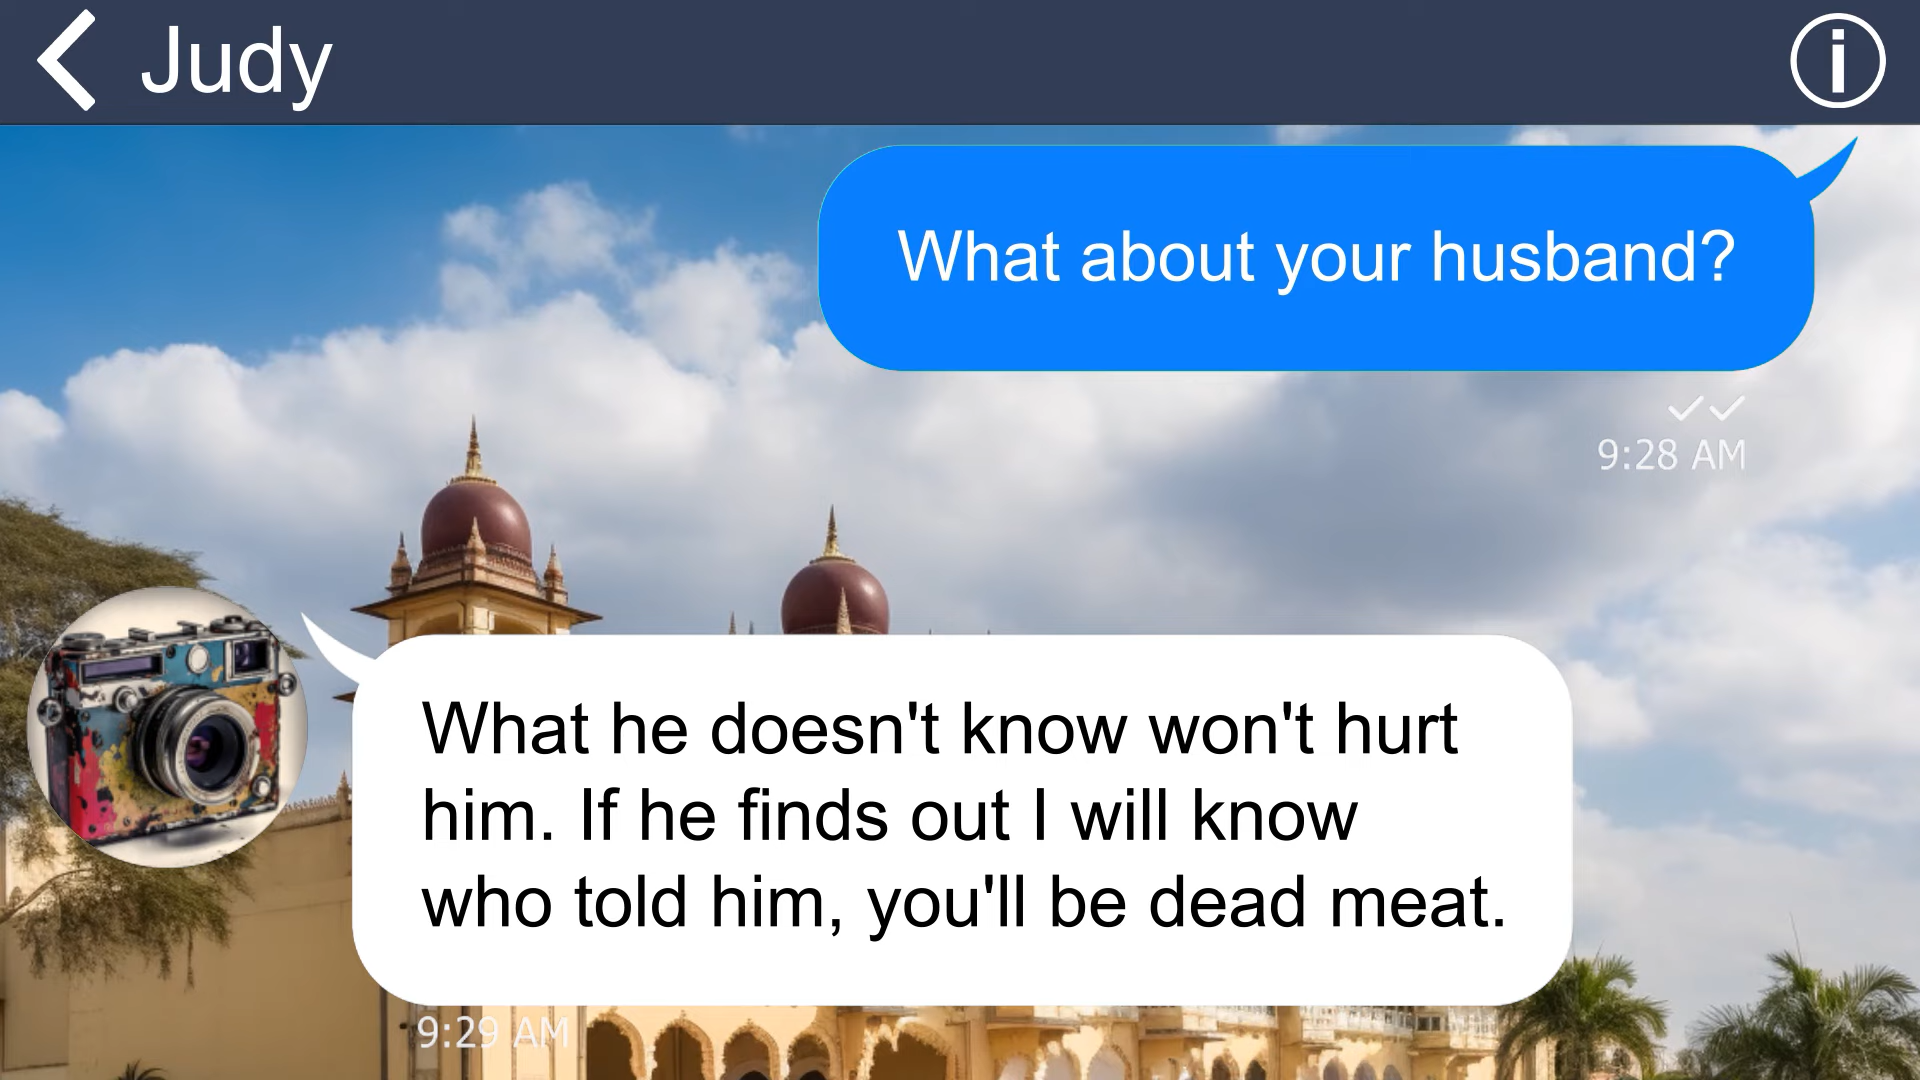 Judy
What about your husband?
9:28 AM
What he doesn't know won't hurt
him. If he finds out I will know
who told him, you'll be dead meat.
9:29 AM